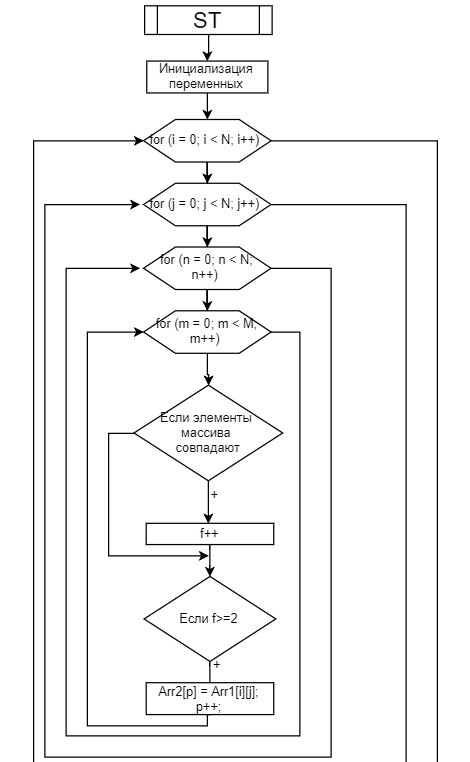 ST
Инициализация
переменных
for (i = 0; i < N; i++)
for (j = 0; j < N; j++)
for (n = 0; n < N;
n++)
for (m = 0; m < M;
m++)
Если элементы
массива
совпадают
+
f++
Если f>=2
+
Arr2[p] = Arr1[i][j];
p++;